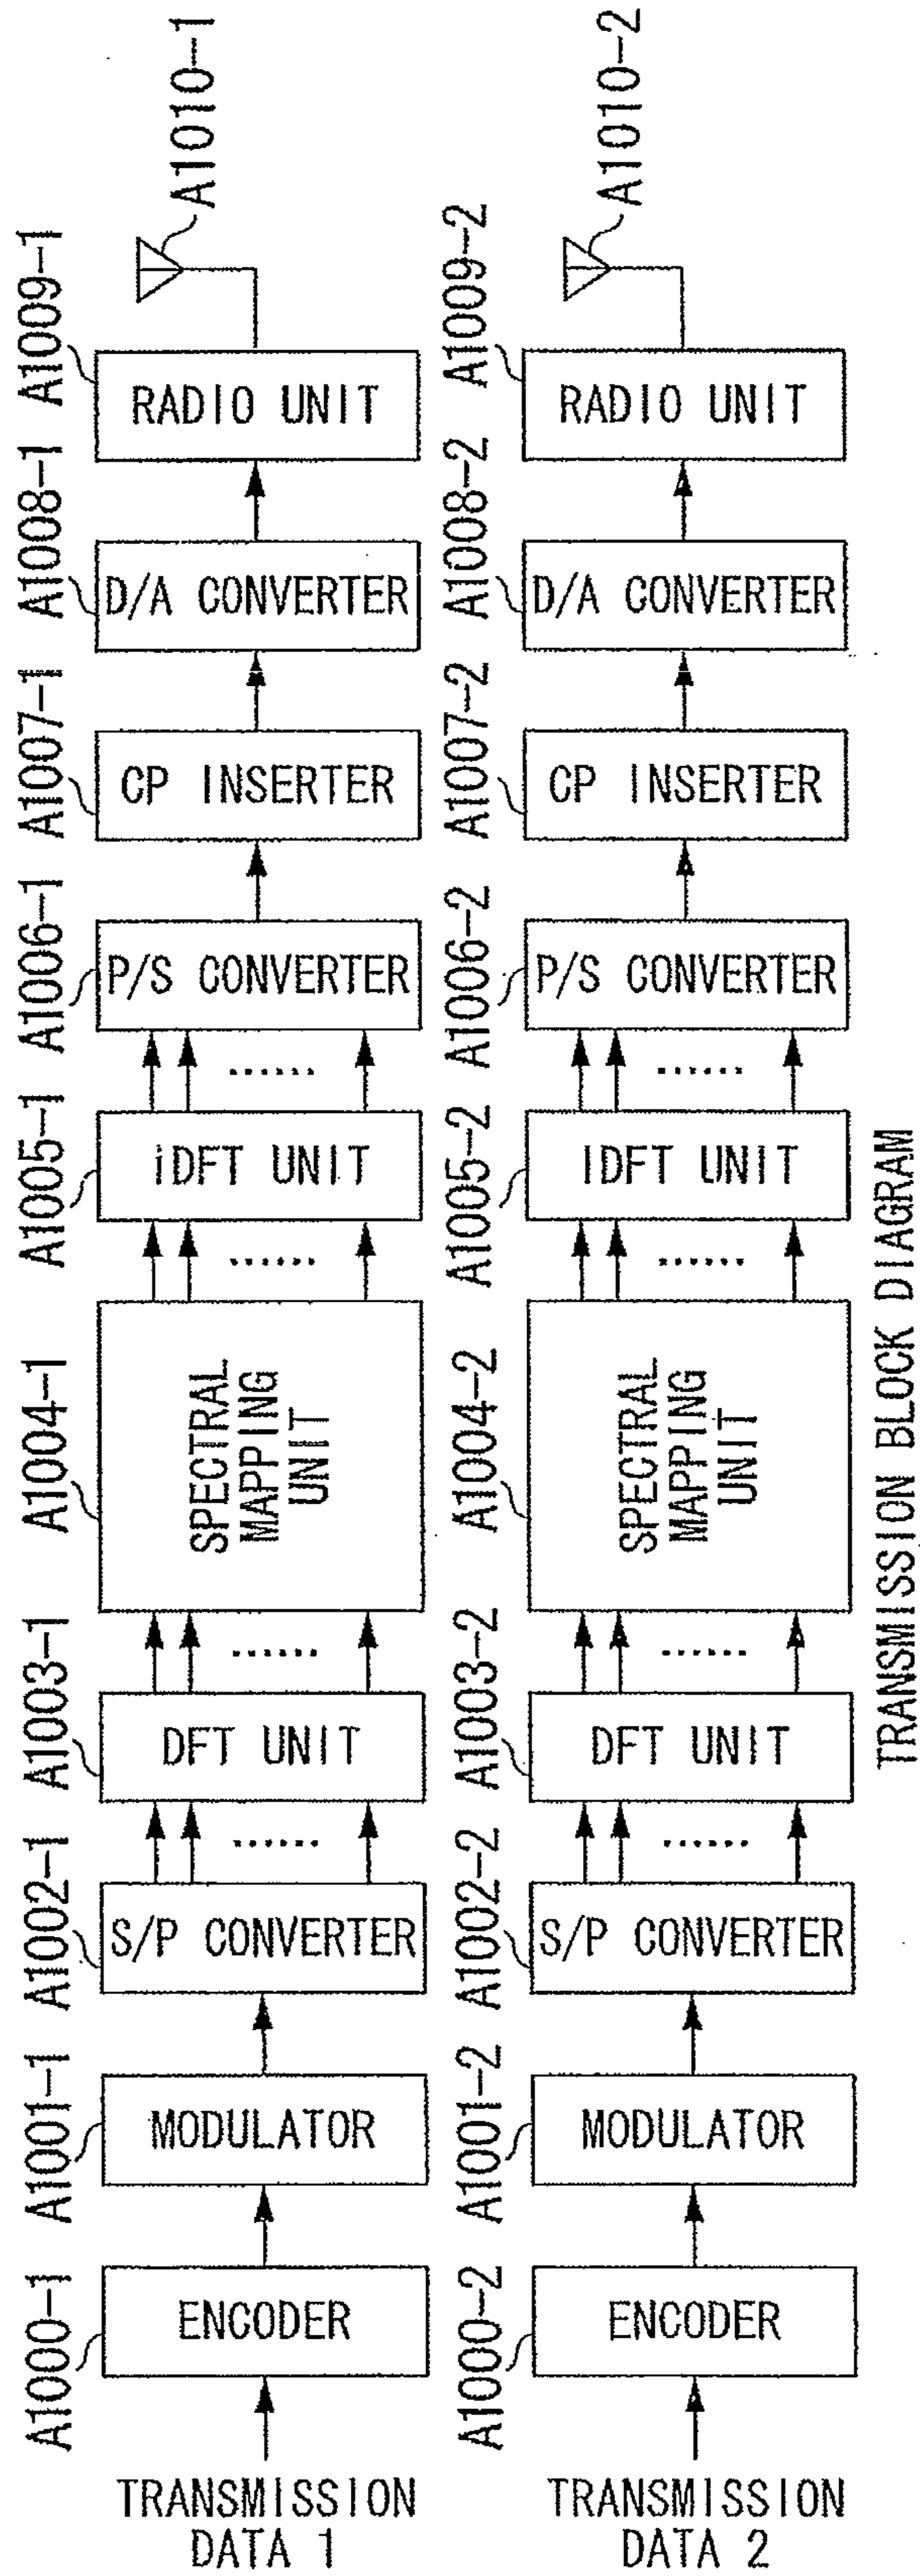 A1010-1
A1009-1
RADIO UNIT
A1008-1
D/A CONVERTER
A1007-1
CP INSERTER
A1006-1
P/S CONVERTER
A1005-1
iDFT UNIT
A1004-1
SPECTRAL
MAPPING
UNIT
A1003-1
DFT UNIT
A1002-1
S/P CONVERTER
A1001-1
MODULATOR
A1000-1
ENCODER
TRANSMISSION
DATA 1
A1010-2
A1009-2
RADIO UNIT
A1008-2
D/A CONVERTER
A1007-2
CP INSERTER
A1006-2
P/S CONVERTER
A1005-2
IDFT UNIT
A1004-2
SPECTRAL
MAPPING
UNIT
A1003-2
DFT UNIT
A1002-2
S/P CONVERTER
A1001-2
MODULATOR
A1000-2
ENCODER
TRANSMISSION
DATA 2
TRANSMISSION BLOCK DIAGRAM